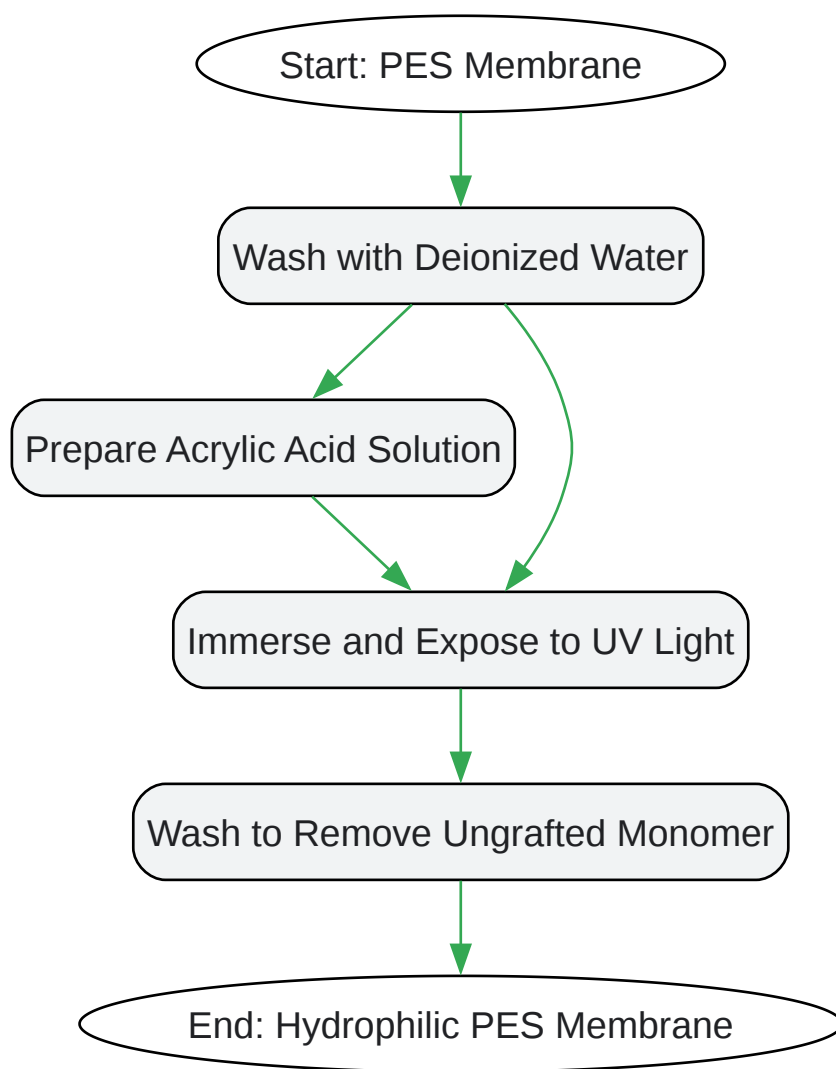 Start: PES Membrane
Wash with Deionized Water
Prepare Acrylic Acid Solution
Immerse and Expose to UV Light
Wash to Remove Ungrafted Monomer
End: Hydrophilic PES Membrane